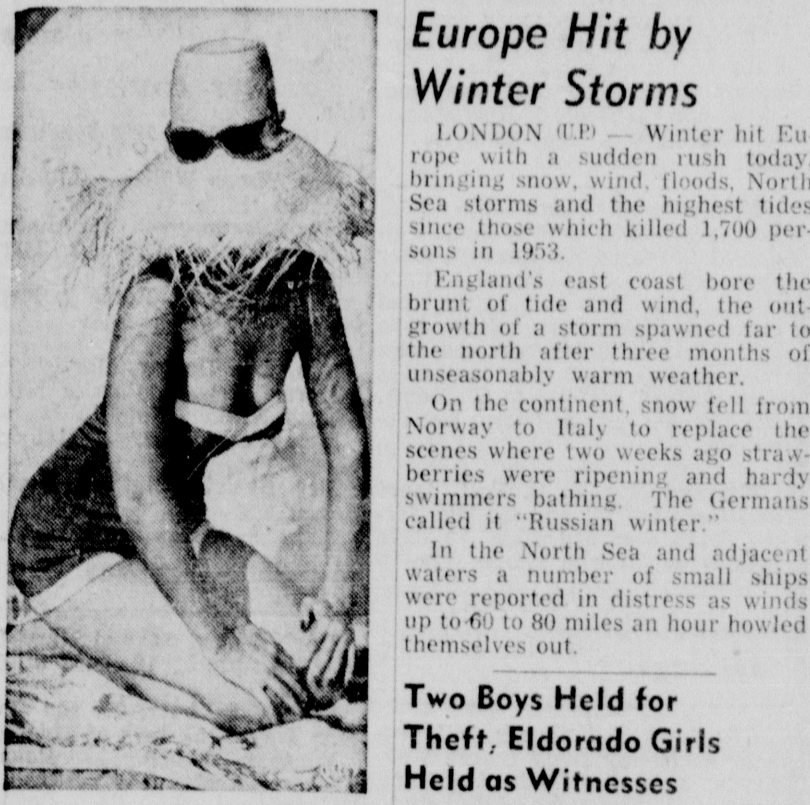 Europe Hit by
Winter Storms
LONDON (U.P.) — Winter hit Eu-
rope with a sudden rush today,
bringing snow, wind, floods, North
Sea storms and the highest tides
since those which killed 1,700 per-
sons in 1953.
England's east coast bore the
brunt of tide and wind, the out-
growth of a storm spawned far to
the north after three months of
unseasonably warm weather.
On the continent, snow fell from
Norway to Italy to replace the
scenes where two weeks ago straw-
berries were ripening and hardy
swimmers bathing. The Germans
called it "Russian winter."
In the North Sea and adjacent
waters a number of small ships
were reported in distress as winds
up to 60 to 80 miles an hour howled
themselves out.
Two Boys Held for
Theft, Eldorado Girls
Held as Witnesses